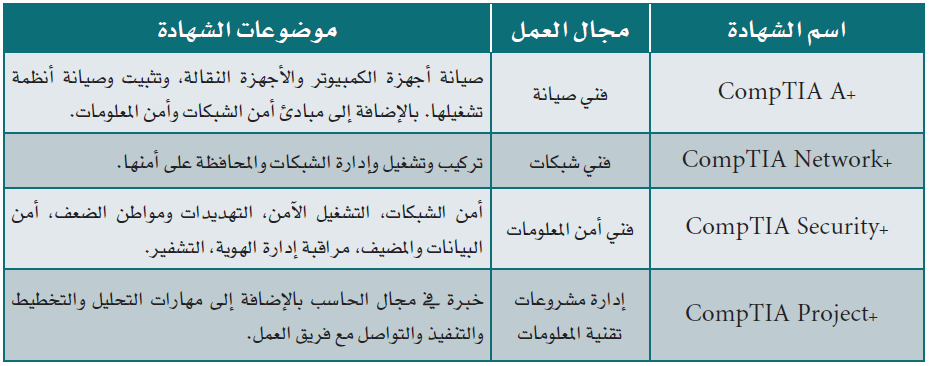 اسم الشهادة	مجال العمل	موضوعات الشهادة
CompTIA A+
فني صيانة
صيانة أجهزة الكمبيوتر والأجهزة النقالة، وتثبيت وصيانة أنظمة
تشغيلها. بالإضافة إلى مبادئ أمن الشبكات وأمن المعلومات.
CompTIA Network+
فني شبكات
تركيب وتشغيل وإدارة الشبكات والمحافظة على أمنها.
CompTIA Security+
فني أمن المعلومات
أمن الشبكات، التشغيل الآمن، التهديدات ومواطن الضعف، أمن
البيانات والمضيف، مراقبة إدارة الهوية، التشفير.
CompTIA Project+
إدارة مشروعات
تقنية المعلومات
خبرة في مجال الحاسب بالإضافة إلى مهارات التحليل والتخطيط
والتنفيذ والتواصل مع فريق العمل.